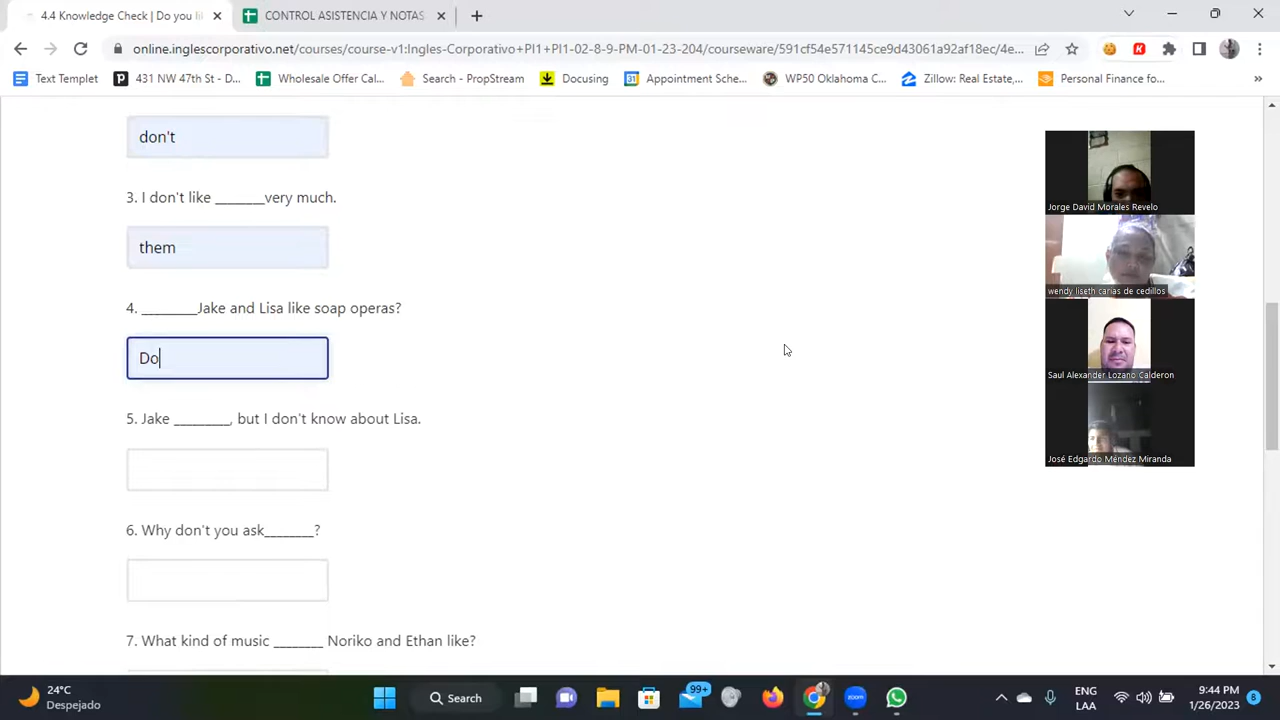 4.4 Knowledge Check | Do you li
CONTROL ASISTENCIA Y NOTAS
online.inglescorporativo.net/courses/course-v1:Ingles-Corporativo+PI1+PI1-02-8-9-PM-01-23-204/courseware/591cf54e571145ce9d43061a92af18ec/4e...
Text Templet
431 NW 47th St - D...
Wholesale Offer Cal...
Search - PropStream
Docusing
Appointment Sche...
WP50 Oklahoma C...
Zillow: Real Estate,...
Personal Finance fo...
»
don't
3. I don't like ________very much.
them
4. _________Jake and Lisa like soap operas?
Do
5. Jake _________, but I don't know about Lisa.
6. Why don't you ask________?
7. What kind of music ________ Noriko and Ethan like?
Jorge David Morales Revelo
wendy liseth carias de cedillos
Saul Alexander Lozano Calderon
José Edgardo Méndez Miranda
24°C
Despejado
Search
99+
zoom
ENG
LAA
9:44 PM
1/26/2023
8